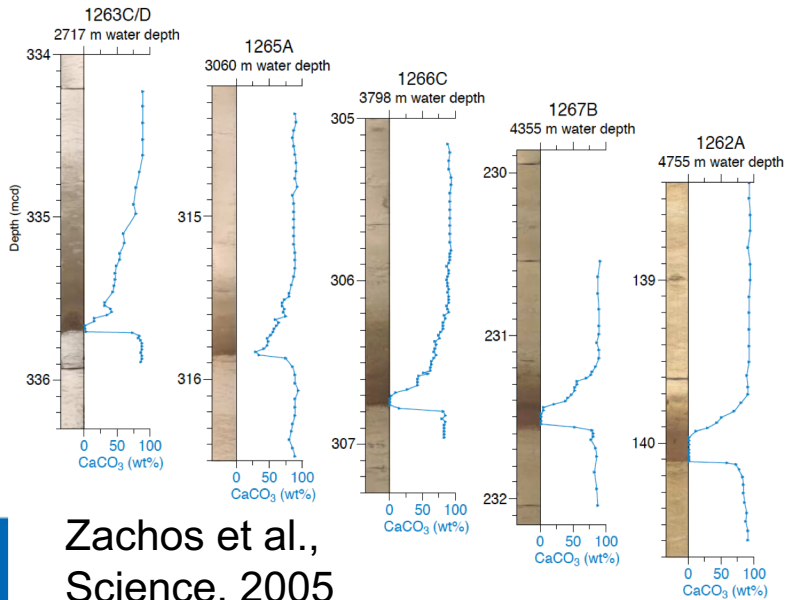 1263C/D
2717 m water depth
334
335
336
Depth (mcd)
0 50 100
CaCO₃ (wt%)
1265A
3060 m water depth
315
316
0 50 100
CaCO₃ (wt%)
1266C
3798 m water depth
305
306
307
0 50 100
CaCO₃ (wt%)
1267B
4355 m water depth
230
231
232
0 50 100
CaCO₃ (wt%)
1262A
4755 m water depth
139
140
0 50 100
CaCO₃ (wt%)
Zachos et al.,
Science, 2005